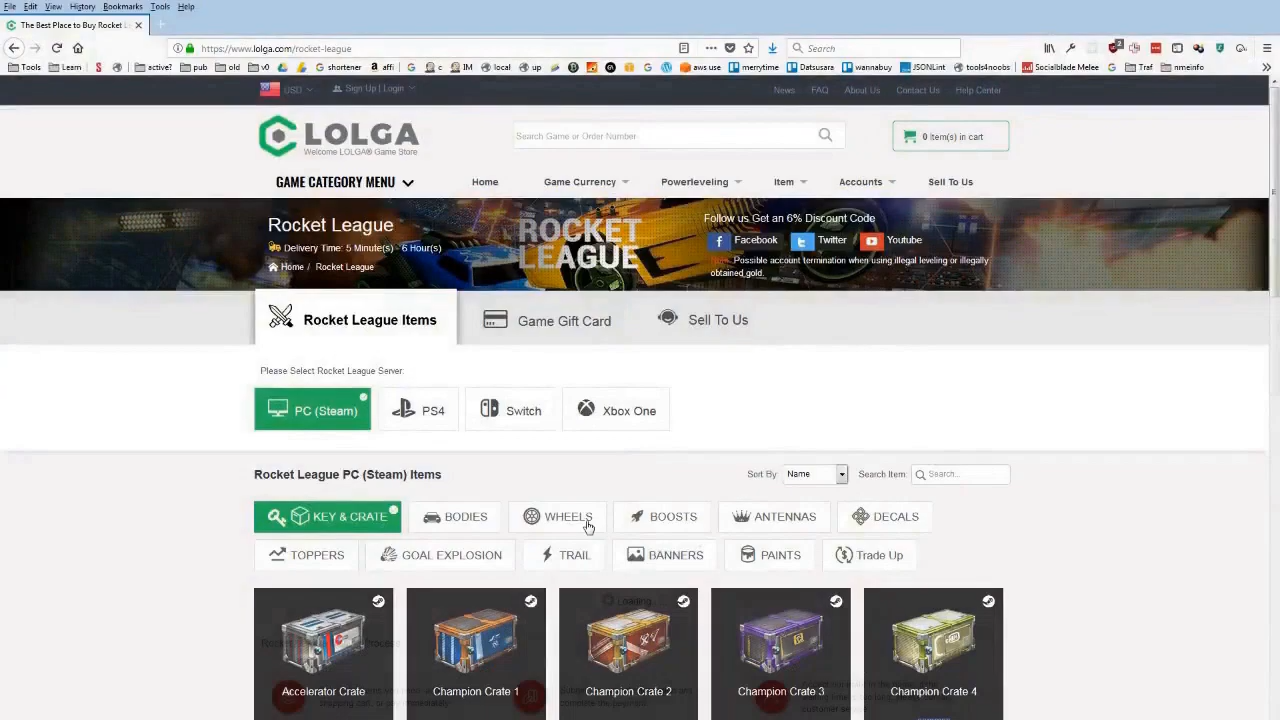 File Edit View History Bookmarks Tools Help
The Best Place to Buy Rocket L
https://www.lolga.com/rocket-league
Search
Tools Learn active? pub old v0 shortener affi c IM local up aws use merrytime Datsusara wannabuy JSONLint tools4noobs Socialblade Melee Traf nmeinfo
USD Sign Up | Login News FAQ About Us Contact Us Help Center
LOLGA
Welcome LOLGA® Game Store
Search Game or Order Number
0 Item(s) in cart
GAME CATEGORY MENU Home Game Currency Powerleveling Item Accounts Sell To Us
Rocket League
Delivery Time: 5 Minute(s) - 6 Hour(s)
Home / Rocket League
ROCKET
LEAGUE
Follow us Get an 6% Discount Code
Facebook Twitter Youtube
Note: Possible account termination when using illegal leveling or illegally
obtained gold.
Rocket League Items Game Gift Card Sell To Us
Please Select Rocket League Server:
PC (Steam) PS4 Switch Xbox One
Rocket League PC (Steam) Items Sort By: Name Search Item: Search...
KEY & CRATE BODIES WHEELS BOOSTS ANTENNAS DECALS
TOPPERS GOAL EXPLOSION TRAIL BANNERS PAINTS Trade Up
Loading
Accelerator Crate Champion Crate 1 Champion Crate 2 Champion Crate 3 Champion Crate 4